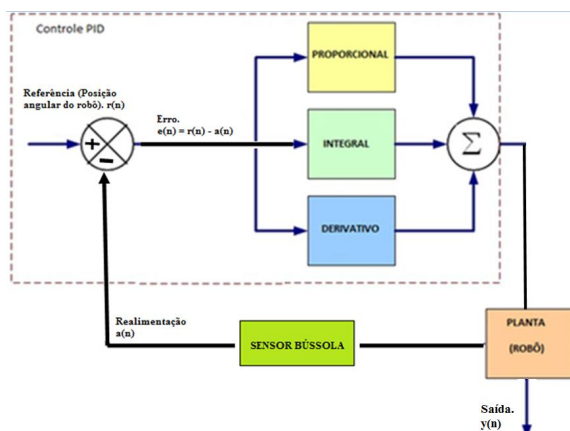 Controle PID
PROPORCIONAL
Referência (Posição
angular do robô). r(n)
Erro.
e(n) = r(n) - a(n)
+
-
INTEGRAL
Σ
DERIVATIVO
Realimentação
a(n)
SENSOR BÚSSOLA
PLANTA
(ROBÔ)
Saída.
y(n)